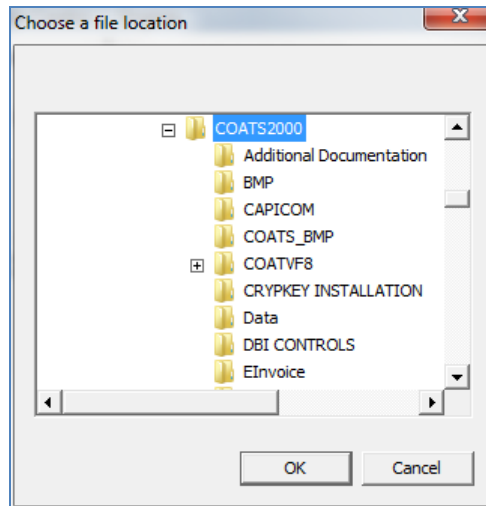 Choose a file location
COATS2000
Additional Documentation
BMP
CAPICOM
COATS_BMP
COATVF8
CRYPKEY INSTALLATION
Data
DBI CONTROLS
EInvoice
OK Cancel